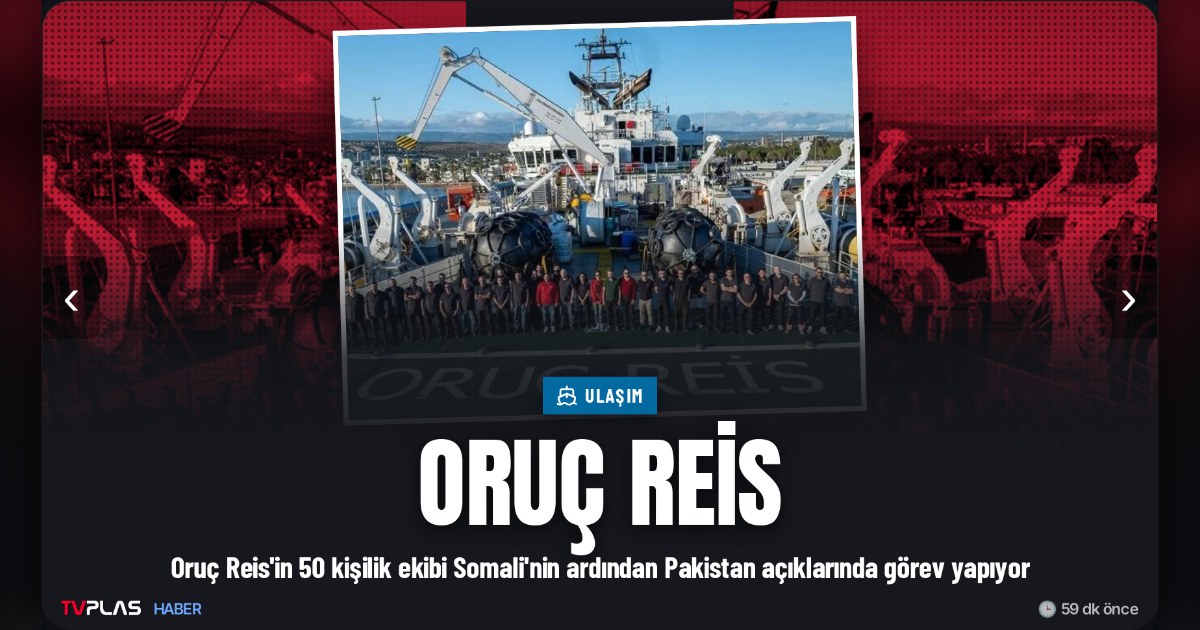 ORUÇ REİS
ULAŞIM
ORUÇ REİS
Oruç Reis'in 50 kişilik ekibi Somali'nin ardından Pakistan açıklarında görev yapıyor
TVPLAS HABER
59 dk önce